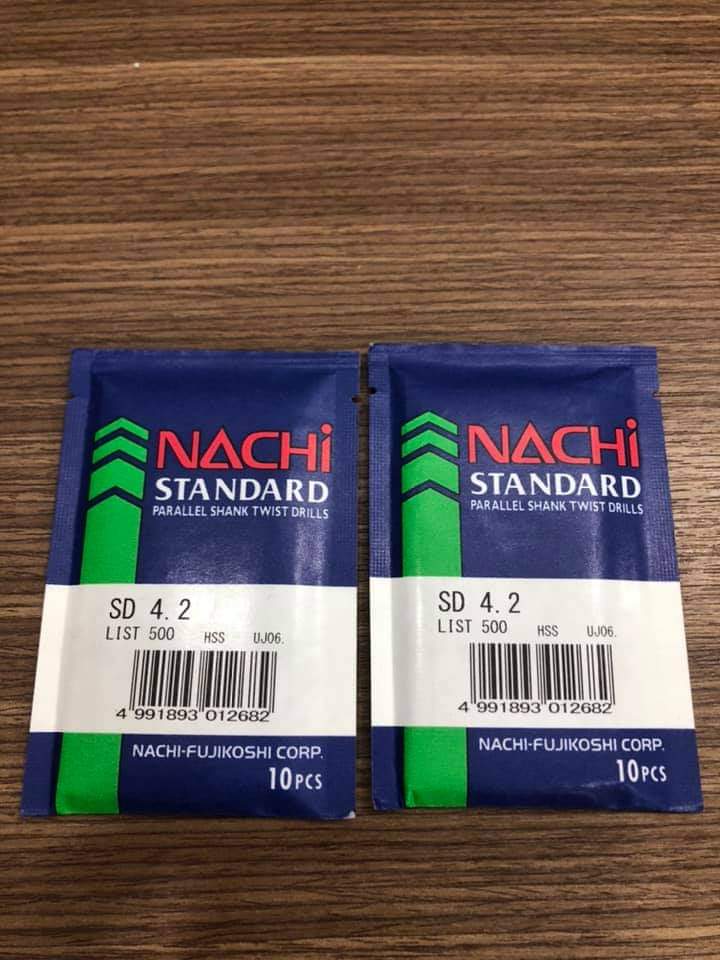 NACHi
STANDARD
PARALLEL SHANK TWIST DRILLS
SD 4.2
LIST 500 HSS UJ06.
4 991893 012682
NACHI-FUJIKOSHI CORP.
10PCS
NACHi
STANDARD
PARALLEL SHANK TWIST DRILLS
SD 4.2
LIST 500 HSS UJ06.
4 991893 012682
NACHI-FUJIKOSHI CORP.
10PCS